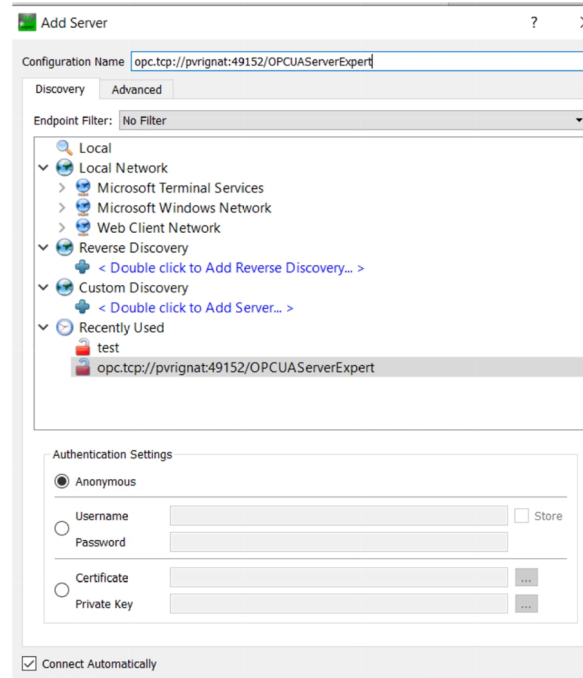 Add Server
Configuration Name opc.tcp://pvrignat:49152/OPCUAServerExpert
Discovery Advanced
Endpoint Filter: No Filter
Local
Local Network
Microsoft Terminal Services
Microsoft Windows Network
Web Client Network
Reverse Discovery
< Double click to Add Reverse Discovery... >
Custom Discovery
< Double click to Add Server... >
Recently Used
test
opc.tcp://pvrignat:49152/OPCUAServerExpert
Authentication Settings
Anonymous
Username Store
Password
Certificate ...
Private Key ...
Connect Automatically